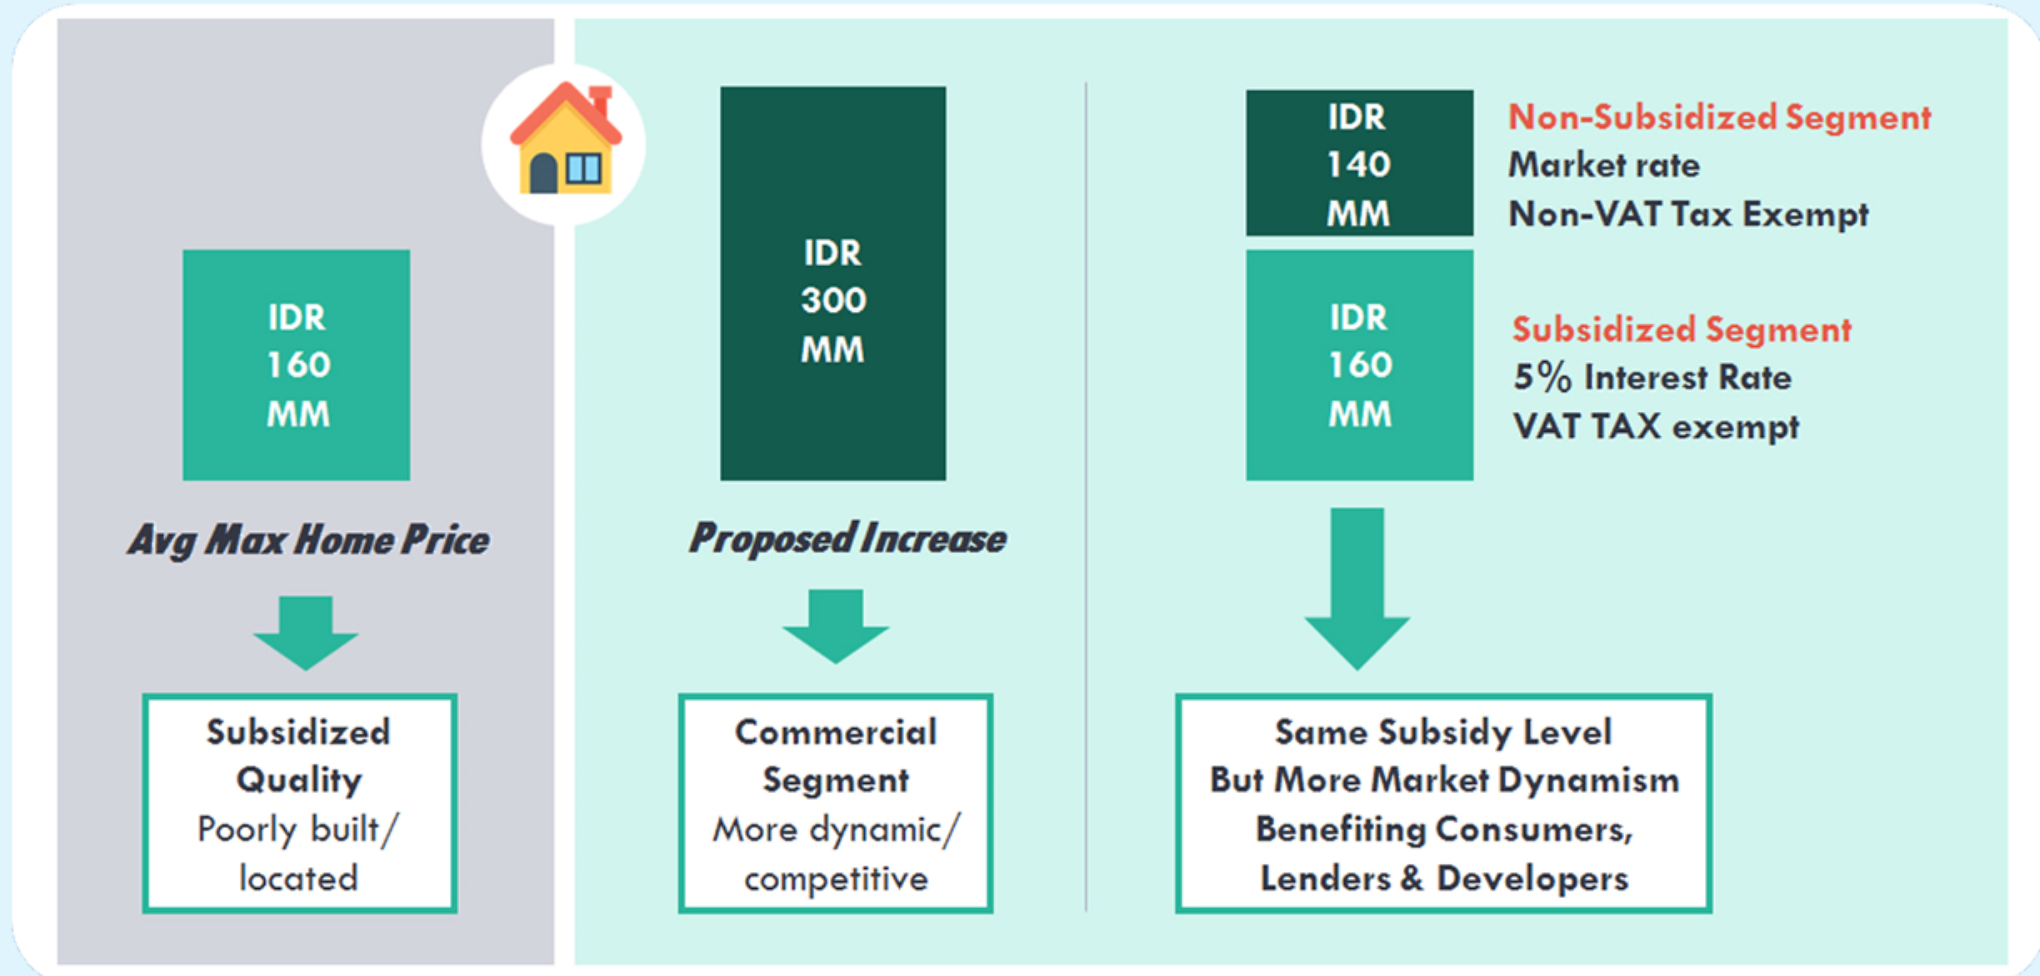 IDR
160
MM
Avg Max Home Price
Subsidized
Quality
Poorly built/
located
IDR
300
MM
Proposed Increase
Commercial
Segment
More dynamic/
competitive
IDR
140
MM
Non-Subsidized Segment
Market rate
Non-VAT Tax Exempt
IDR
160
MM
Subsidized Segment
5% Interest Rate
VAT TAX exempt
Same Subsidy Level
But More Market Dynamism
Benefiting Consumers,
Lenders & Developers